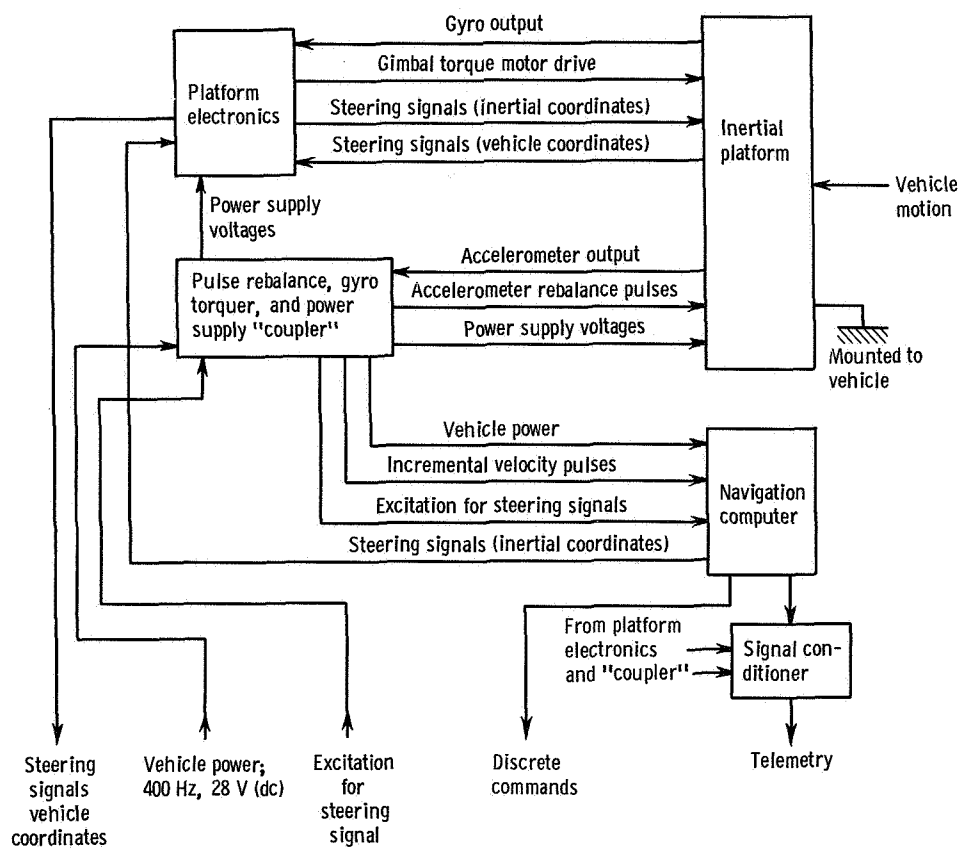 Gyro output
Gimbal torque motor drive
Platform
electronics
Steering signals (inertial coordinates)
Steering signals (vehicle coordinates)
Inertial
platform
Vehicle
motion
Power supply
voltages
Pulse rebalance, gyro
torquer, and power
supply "coupler"
Accelerometer output
Accelerometer rebalance pulses
Power supply voltages
Mounted to
vehicle
Vehicle power
Incremental velocity pulses
Excitation for steering signals
Steering signals (inertial coordinates)
Navigation
computer
From platform
electronics
and "coupler"
Signal con-
ditioner
Steering
signals
vehicle
coordinates
Vehicle power;
400 Hz, 28 V (dc)
Excitation
for
steering
signal
Discrete
commands
Telemetry